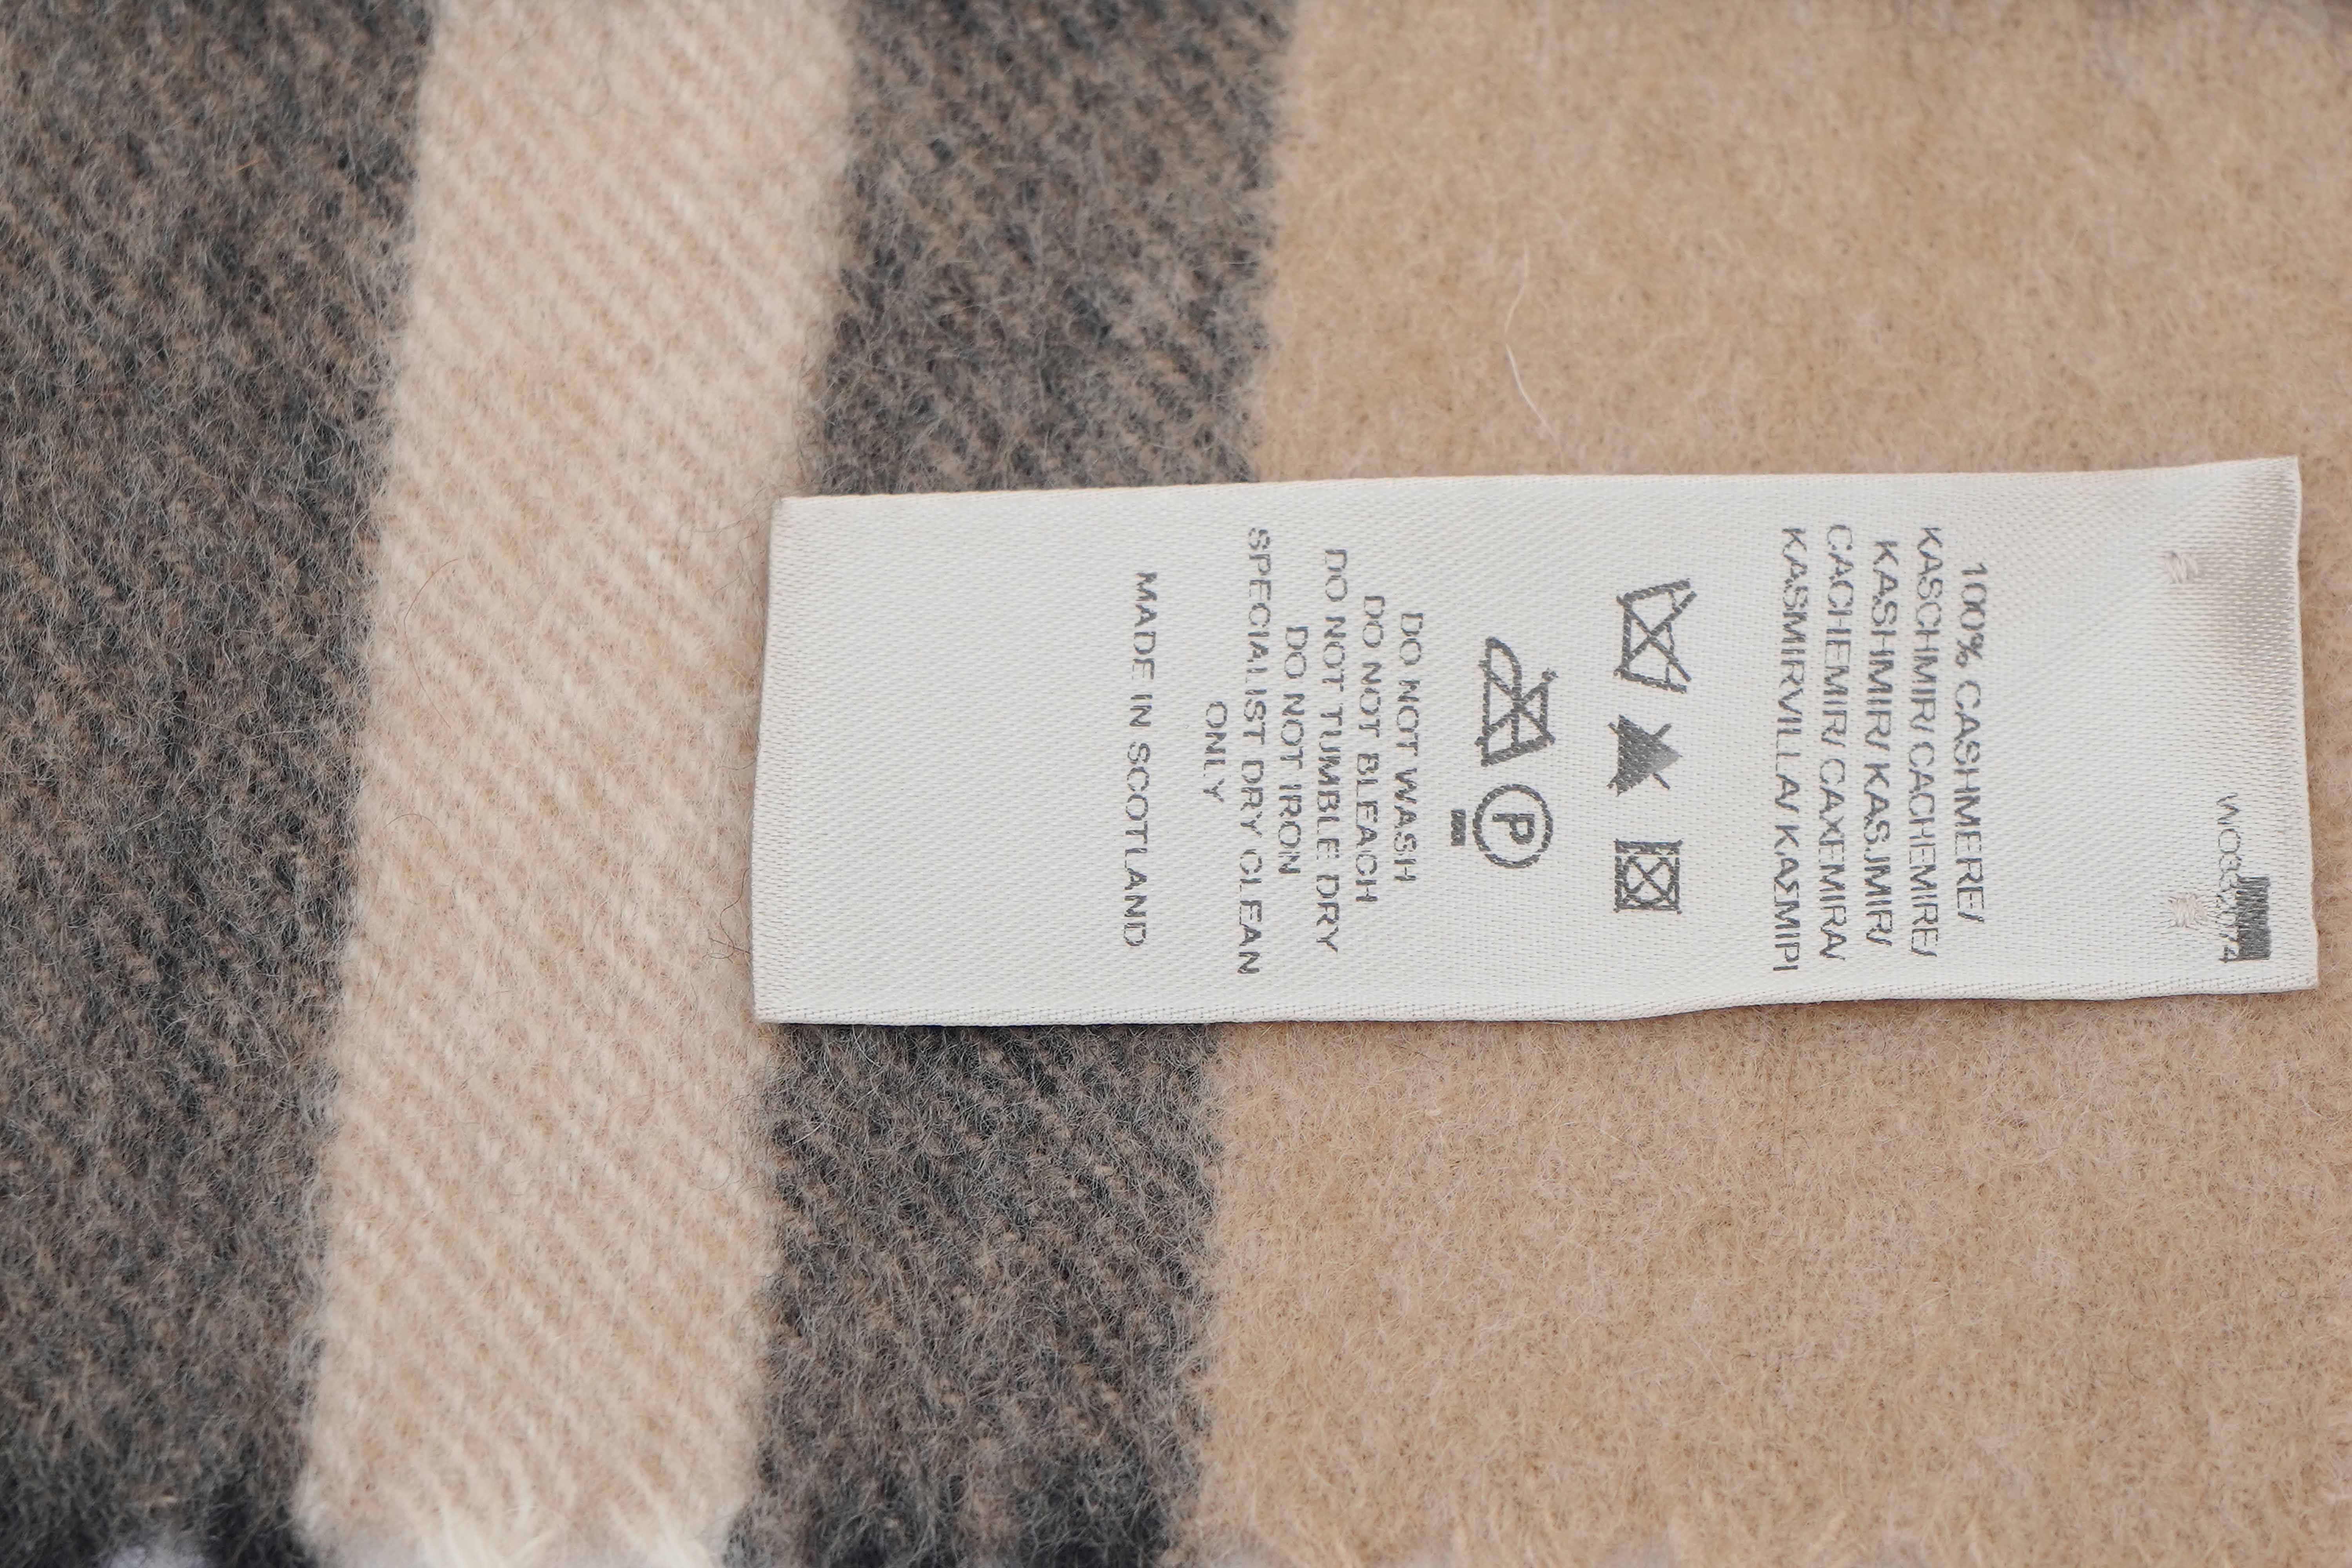 100% CASHMERE/
KASCHMIR/ CACHEMIRE/
KASHMIR/ KASJMIR/
CACHEMIR/ CAXEMIRA/
KASMIRVILLA/ ΚΑΣΜΙΡΙ
P
DO NOT WASH
DO NOT BLEACH
DO NOT TUMBLE DRY
DO NOT IRON
SPECIALIST DRY CLEAN
ONLY
MADE IN SCOTLAND